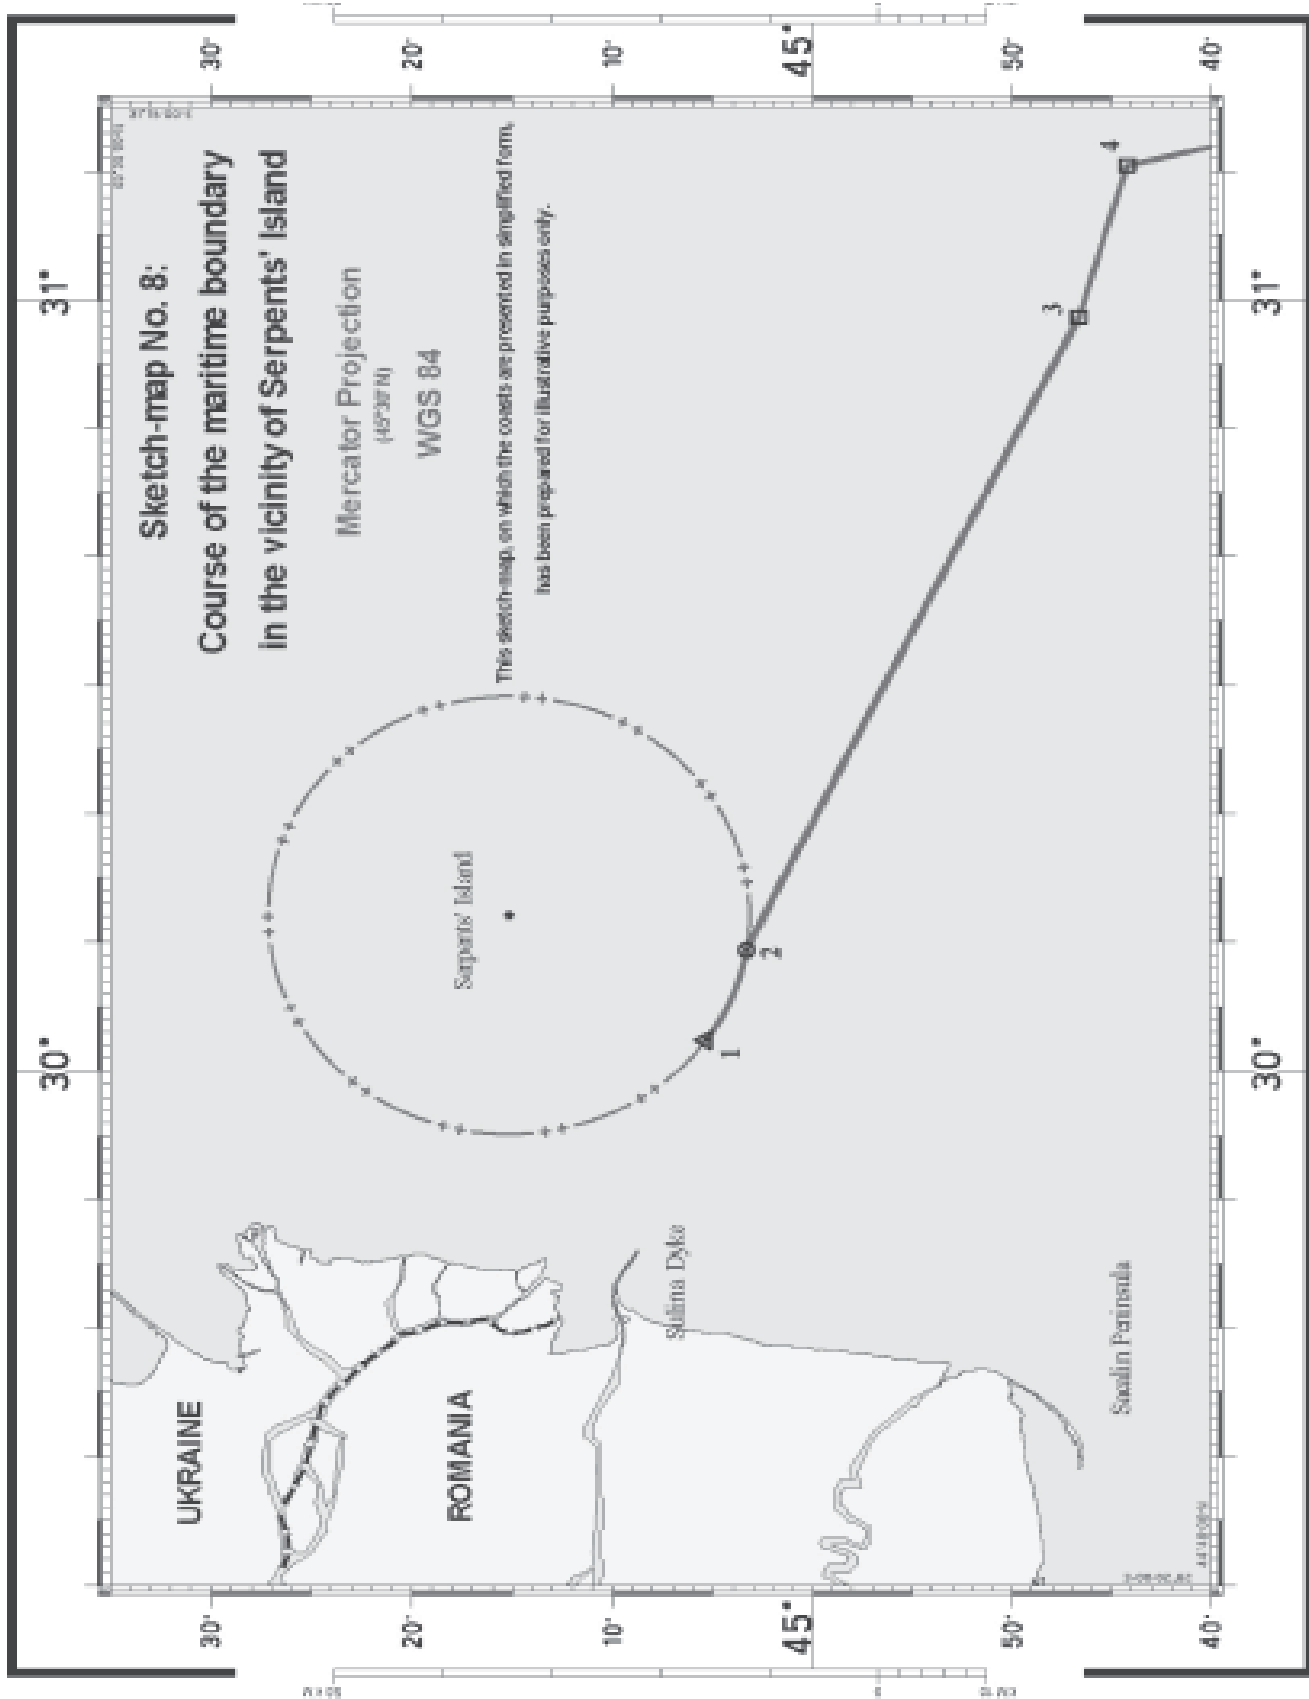 Sketch-map No. 8:
Course of the maritime boundary
in the vicinity of Serpents' Island
Mercator Projection
(45°30'N)
WGS 84
This sketch-map, on which the coasts are presented in simplified form,
has been prepared for illustrative purposes only.
30'
20'
10'
45°
50'
40'
30'
20'
10'
45°
50'
40'
30°
31°
30°
31°
UKRAINE
ROMANIA
Serpents' Island
Sulina Dyke
Sacalin Peninsula
1
2
3
4